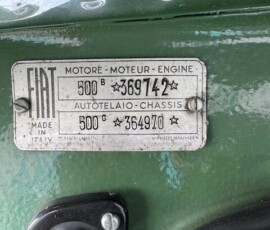 FIAT
MADE
IN
ITALY
MOTORE - MOTEUR - ENGINE
500 B ☆369742☆
AUTOTELAIO - CHASSIS
500 C ☆364970 ☆